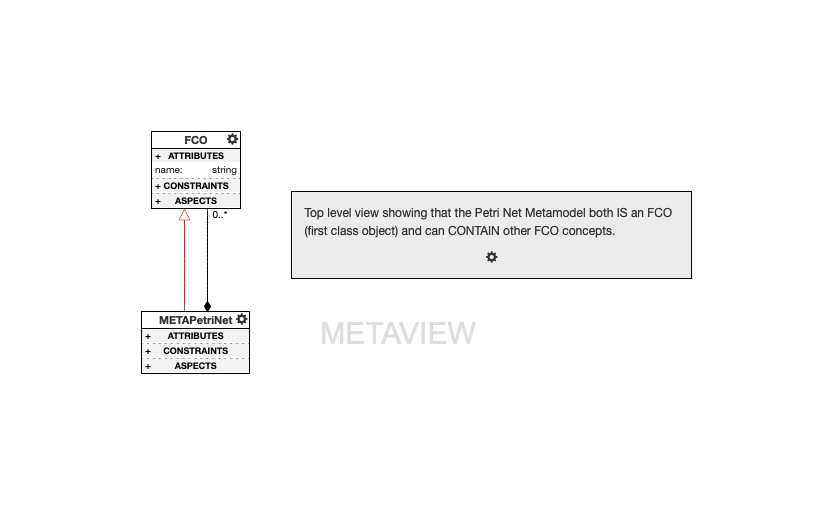 FCO
+ ATTRIBUTES
name: string
+ CONSTRAINTS
+ ASPECTS
0..*
METAPetriNet
+ ATTRIBUTES
+ CONSTRAINTS
+ ASPECTS
Top level view showing that the Petri Net Metamodel both IS an FCO
(first class object) and can CONTAIN other FCO concepts.
METAVIEW